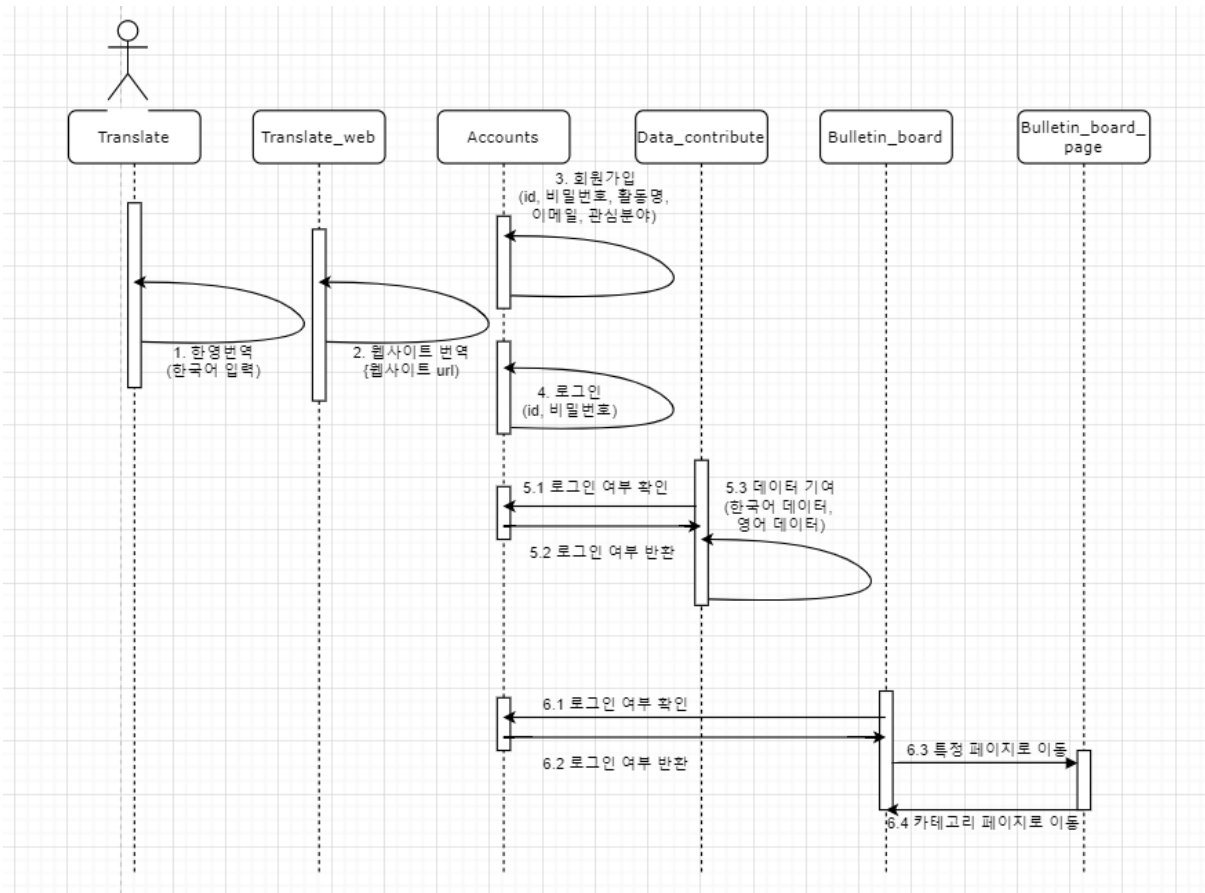 Translate
Translate_web
Accounts
Data_contribute
Bulletin_board
Bulletin_board_
page
3. 회원가입
(id, 비밀번호, 활동명,
이메일, 관심분야)
1. 한영번역
(한국어 입력)
2. 웹사이트 번역
{웹사이트 url)
4. 로그인
(id, 비밀번호)
5.1 로그인 여부 확인
5.2 로그인 여부 반환
5.3 데이터 기여
(한국어 데이터,
영어 데이터)
6.1 로그인 여부 확인
6.2 로그인 여부 반환
6.3 특정 페이지로 이동
6.4 카테고리 페이지로 이동